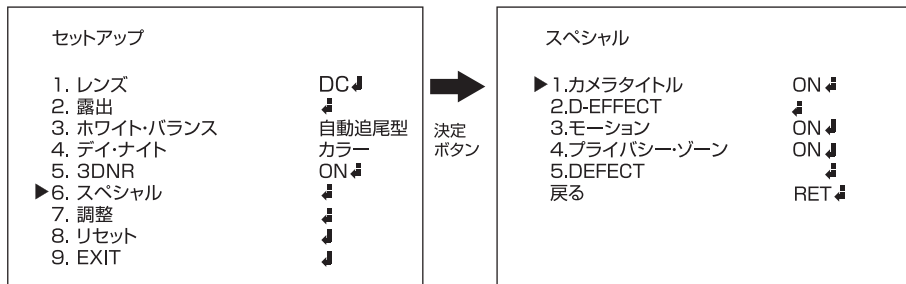 セットアップ
1. レンズ DC↲
2. 露出 ↲
3. ホワイト・バランス 自動追尾型
4. デイ・ナイト カラー
5. 3DNR ON↲
▶6. スペシャル ↲
7. 調整 ↲
8. リセット ↲
9. EXIT ↲
決定
ボタン
スペシャル
▶1.カメラタイトル ON↲
2.D-EFFECT ↲
3.モーション ON↲
4.プライバシー・ゾーン ON↲
5.DEFECT ↲
戻る RET↲